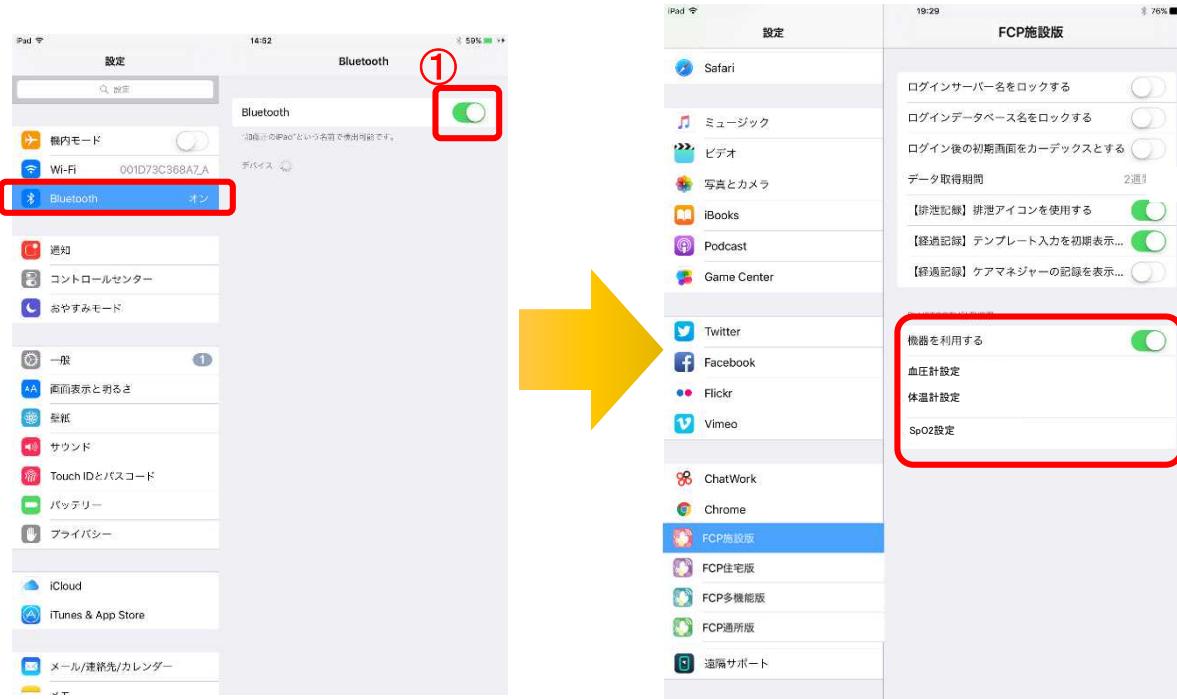 iPad
14:52
59%
設定
Bluetooth
①
設定
Bluetooth
機内モード
Wi-Fi 001D73C368A7_A
デバイス
Bluetooth オン
通知
コントロールセンター
おやすみモード
一般 1
AA 画面表示と明るさ
壁紙
サウンド
Touch IDとパスコード
バッテリー
プライバシー
iCloud
iTunes & App Store
メール/連絡先/カレンダー
iPad
19:29
76%
設定
FCP施設版
Safari
ミュージック
ビデオ
写真とカメラ
iBooks
Podcast
Game Center
Twitter
Facebook
Flickr
Vimeo
ChatWork
Chrome
FCP施設版
FCP住宅版
FCP多機能版
FCP通所版
遠隔サポート
ログインサーバー名をロックする
ログインデータベース名をロックする
ログイン後の初期画面をカーデックスとする
データ取得期間 2週
【排泄記録】排泄アイコンを使用する
【経過記録】テンプレート入力を初期表示...
【経過記録】ケアマネジャーの記録を表示...
機器を利用する
血圧計設定
体温計設定
SpO2設定